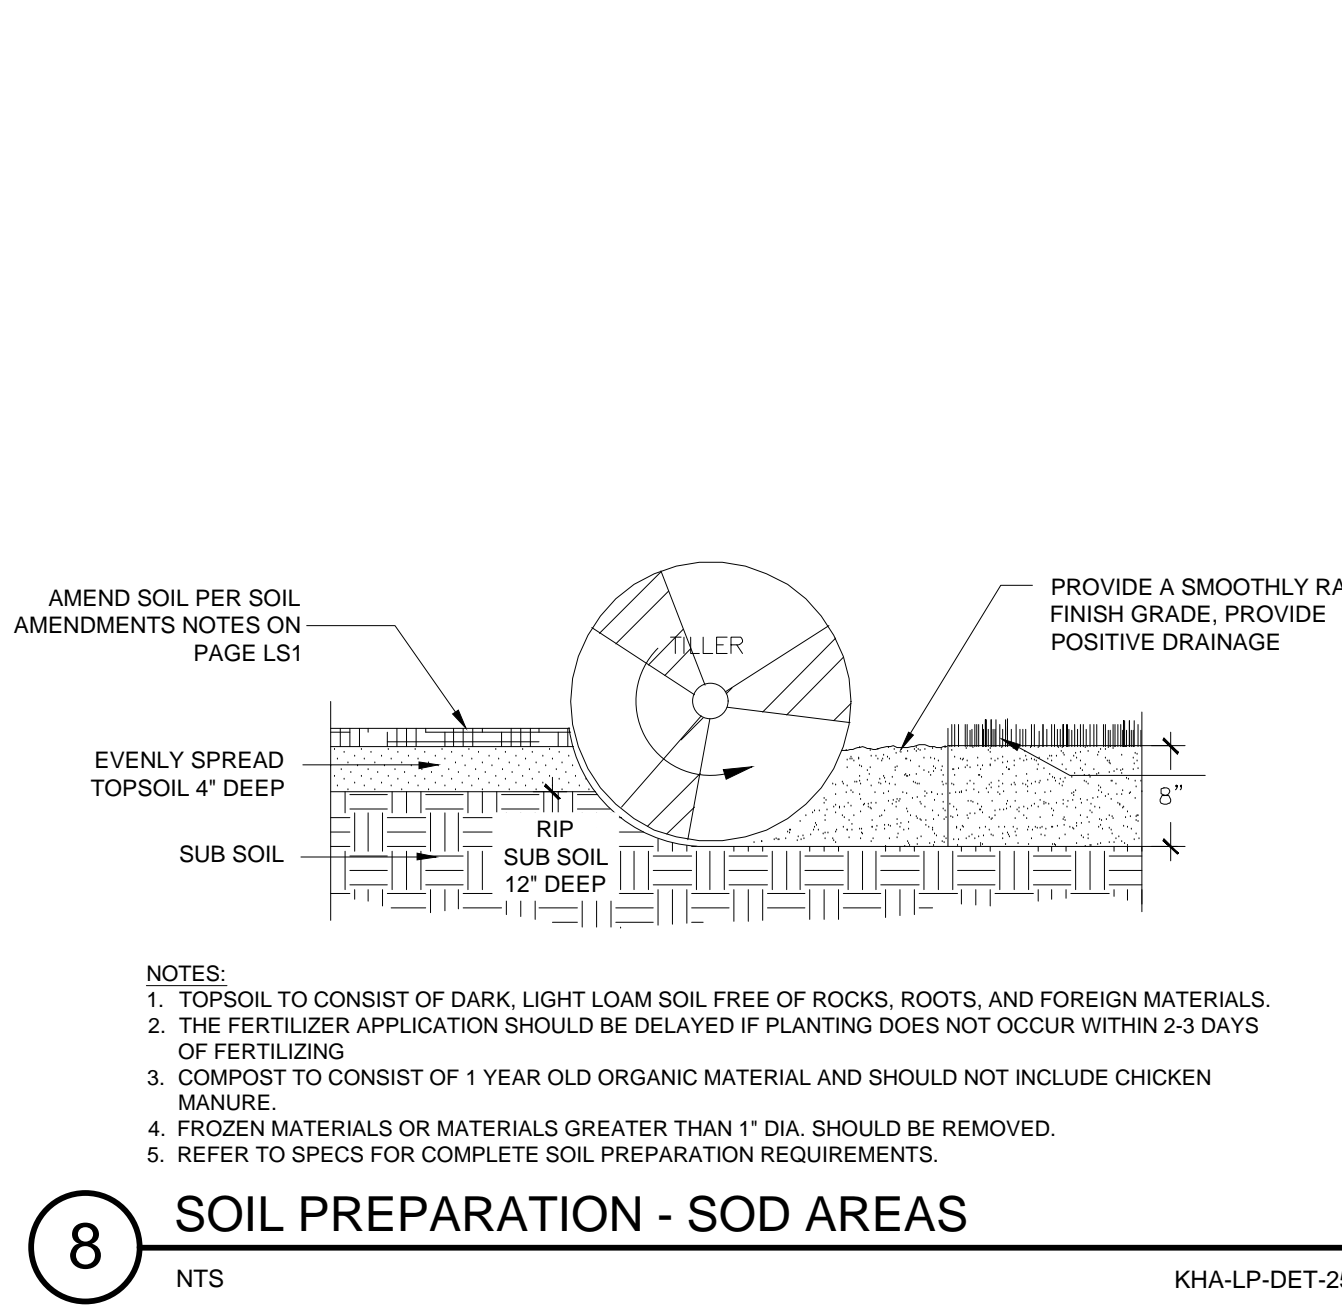 AMEND SOIL PER SOIL
AMENDMENTS NOTES ON
PAGE LS1
EVENLY SPREAD
TOPSOIL 4" DEEP
SUB SOIL
TILLER
RIP
SUB SOIL
12" DEEP
PROVIDE A SMOOTHLY
FINISH GRADE, PROVIDE
POSITIVE DRAINAGE
8"
NOTES:
1. TOPSOIL TO CONSIST OF DARK, LIGHT LOAM SOIL FREE OF ROCKS, ROOTS, AND FOREIGN MATERIALS.
2. THE FERTILIZER APPLICATION SHOULD BE DELAYED IF PLANTING DOES NOT OCCUR WITHIN 2-3 DAYS
OF FERTILIZING
3. COMPOST TO CONSIST OF 1 YEAR OLD ORGANIC MATERIAL AND SHOULD NOT INCLUDE CHICKEN
MANURE.
4. FROZEN MATERIALS OR MATERIALS GREATER THAN 1" DIA. SHOULD BE REMOVED.
5. REFER TO SPECS FOR COMPLETE SOIL PREPARATION REQUIREMENTS.
8
SOIL PREPARATION - SOD AREAS
NTS
KHA-LP-DET-25